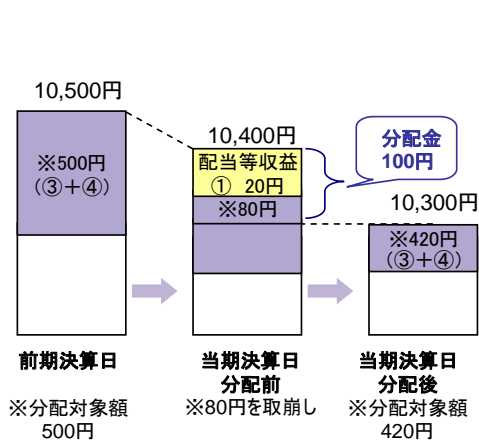 10,500円
※500円
（③＋④）
10,400円
配当等収益
① 20円
※80円
分配金
100円
10,300円
※420円
（③＋④）
前期決算日
※分配対象額
500円
当期決算日
分配前
※80円を取崩し
当期決算日
分配後
※分配対象額
420円